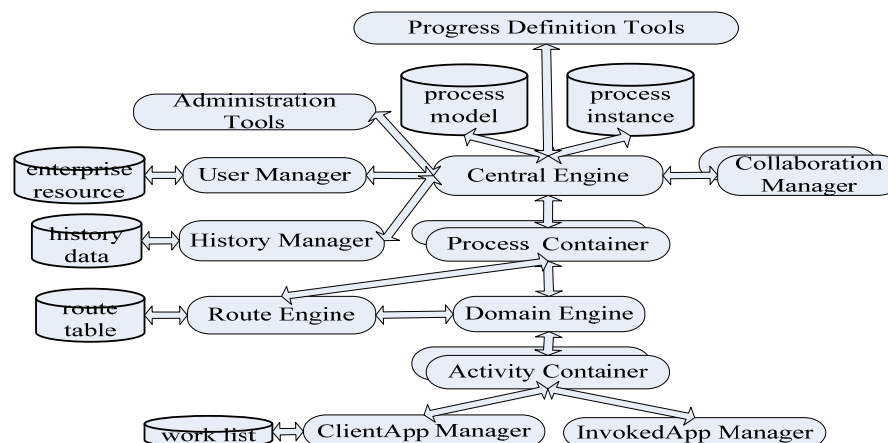 Progress Definition Tools
process
model
process
instance
Administration
Tools
enterprise
resource
User Manager
Central Engine
Collaboration
Manager
history
data
History Manager
Process Container
route
table
Route Engine
Domain Engine
Activity Container
work list
ClientApp Manager
InvokedApp Manager